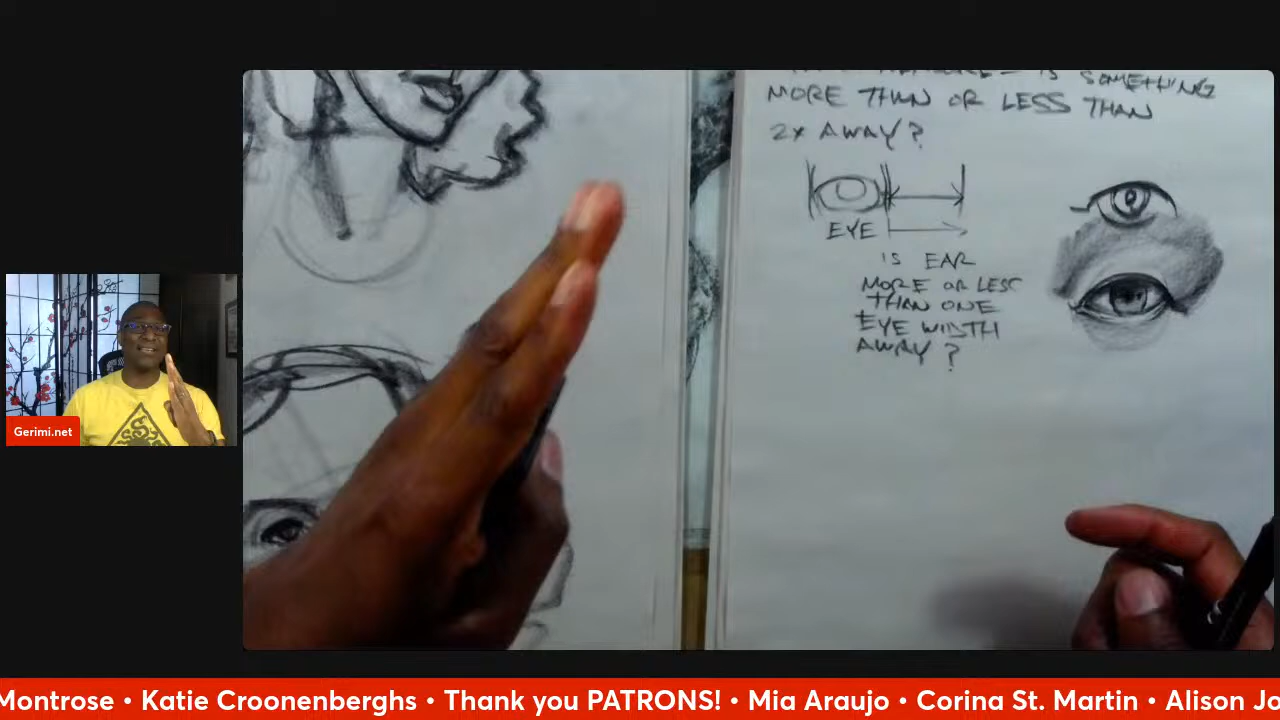 IS SOMETHING
MORE THAN OR LESS THAN
2x AWAY?
EYE
IS EAR
MORE OR LESS
THAN ONE
EYE WIDTH
AWAY?
Gerimi.net
Montrose • Katie Croonenberghs • Thank you PATRONS! • Mia Araujo • Corina St. Martin • Alison Jo